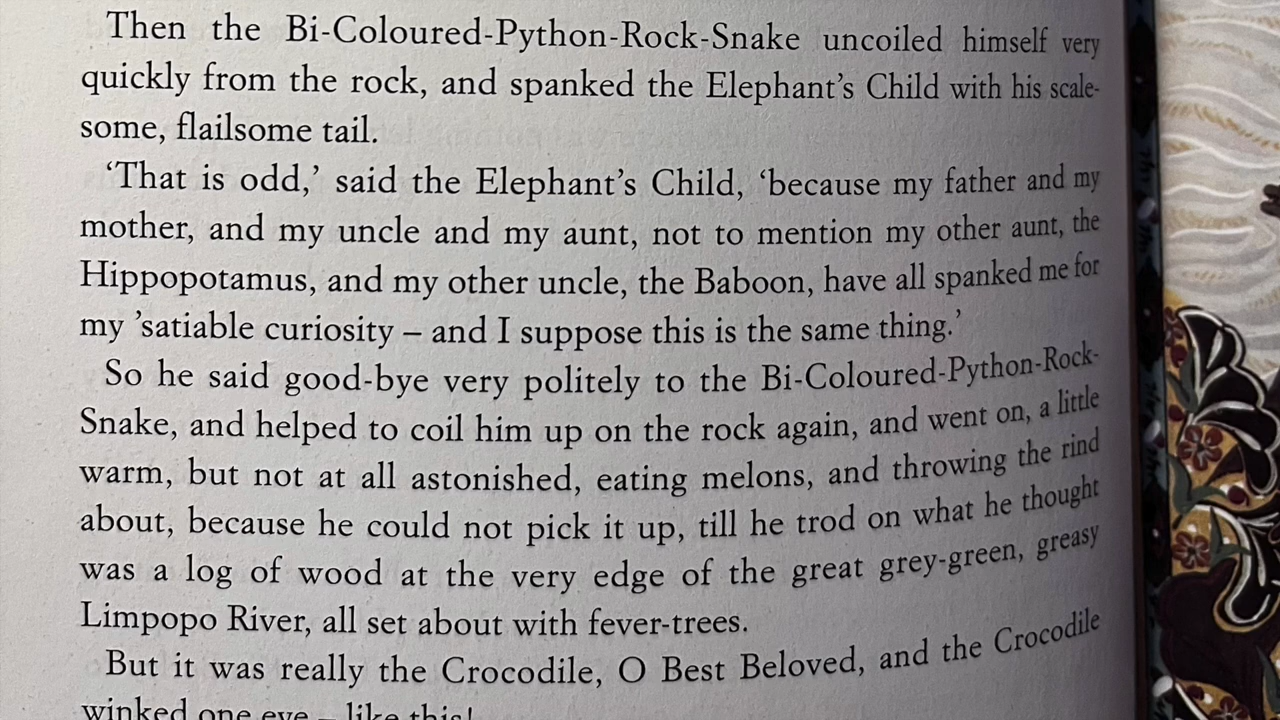 Then the Bi-Coloured-Python-Rock-Snake uncoiled himself very
quickly from the rock, and spanked the Elephant’s Child with his scale-
some, flailsome tail.
‘That is odd,’ said the Elephant’s Child, ‘because my father and my
mother, and my uncle and my aunt, not to mention my other aunt, the
Hippopotamus, and my other uncle, the Baboon, have all spanked me for
my ’satiable curiosity – and I suppose this is the same thing.’
So he said good-bye very politely to the Bi-Coloured-Python-Rock-
Snake, and helped to coil him up on the rock again, and went on, a little
warm, but not at all astonished, eating melons, and throwing the rind
about, because he could not pick it up, till he trod on what he thought
was a log of wood at the very edge of the great grey-green, greasy
Limpopo River, all set about with fever-trees.
But it was really the Crocodile, O Best Beloved, and the Crocodile
winked one eye – like this!